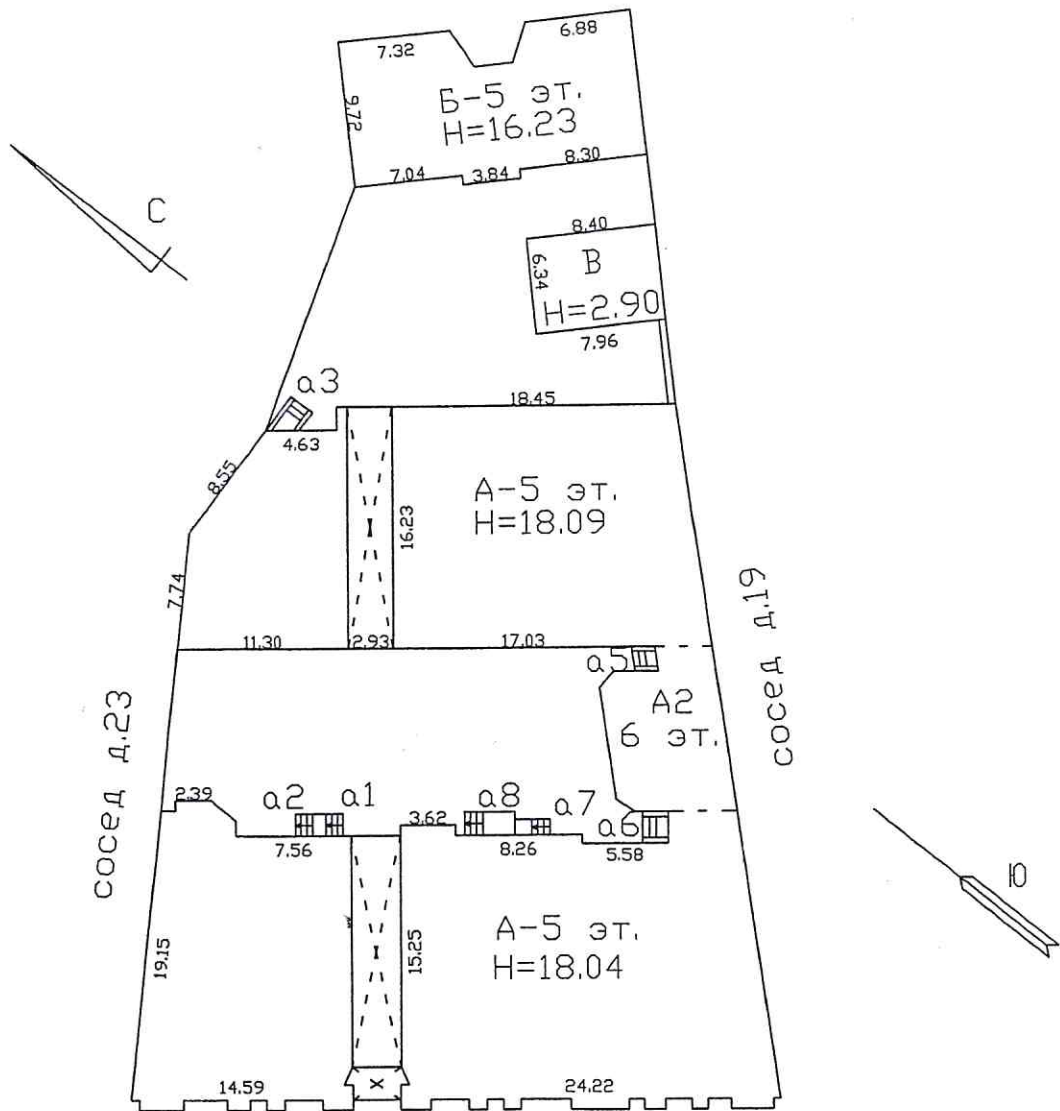 7.32
6.88
Б-5 эт.
Н=16.23
9.72
7.04
3.84
8.30
С
8.40
6.34
В
Н=2.90
7.96
а3
18.45
4.63
8.55
А-5 эт.
Н=18.09
16.23
7.74
11.30
2.93
17.03
а5
сосед д.19
А2
6 эт.
сосед д.23
2.39
а2
а1
3.62
а8
а7
а6
7.56
8.26
5.58
Ю
А-5 эт.
Н=18.04
19.15
15.25
14.59
х
24.22